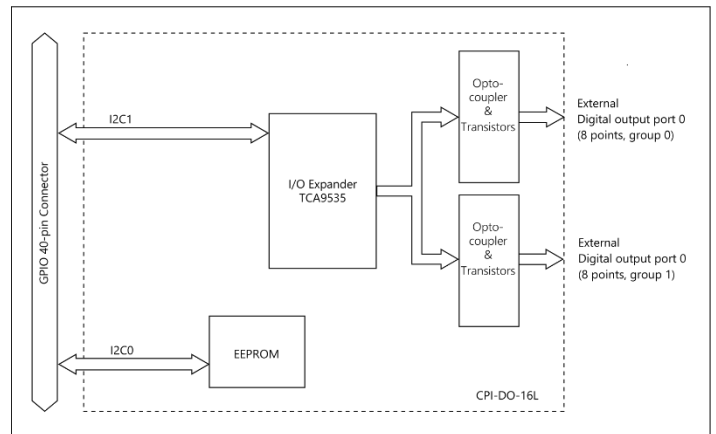 GPIO 40-pin Connector
I2C1
I/O Expander
TCA9535
Opto-
coupler
&
Transistors
External
Digital output port 0
(8 points, group 0)
Opto-
coupler
&
Transistors
External
Digital output port 0
(8 points, group 1)
I2C0
EEPROM
CPI-DO-16L